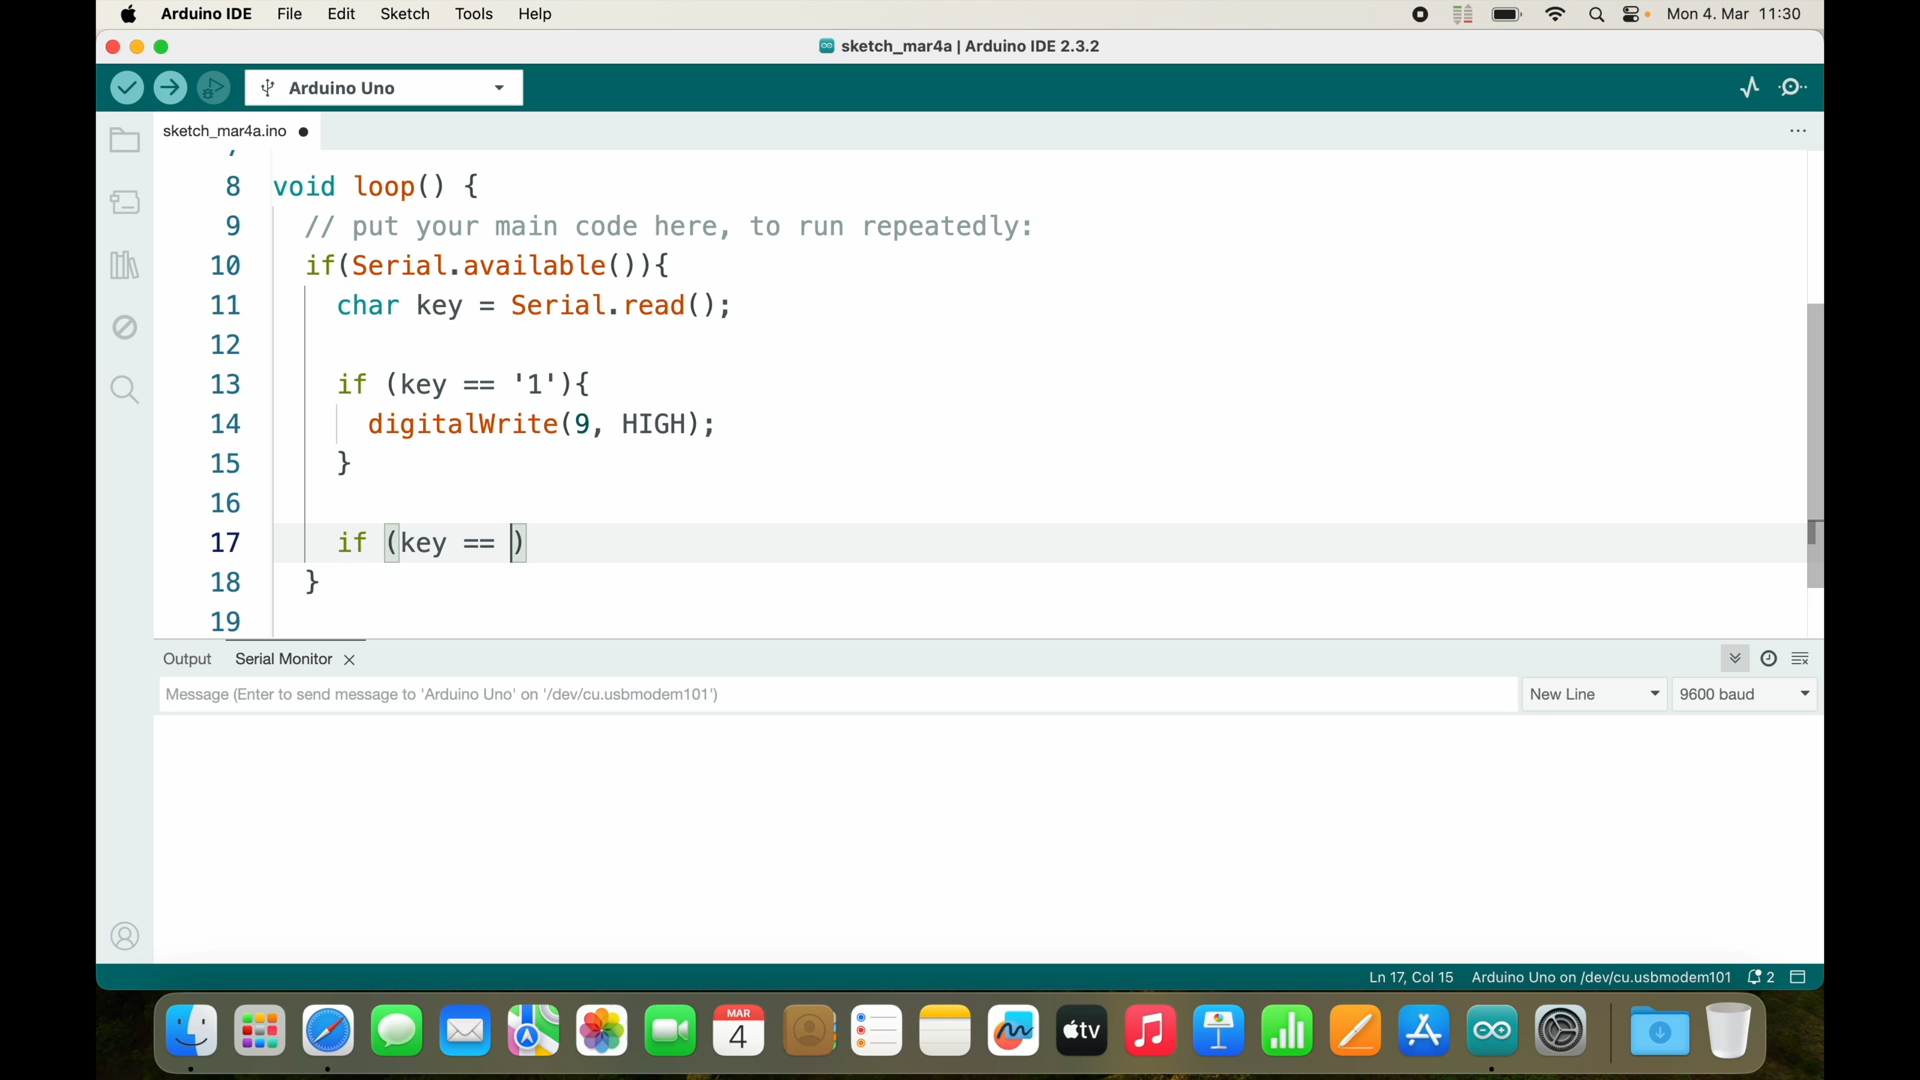 Arduino IDE File Edit Sketch Tools Help Mon 4. Mar 11:30
sketch_mar4a | Arduino IDE 2.3.2
Arduino Uno
sketch_mar4a.ino
8 void loop() {
9 // put your main code here, to run repeatedly:
10 if(Serial.available()){
11 char key = Serial.read();
12
13 if (key == '1'){
14 digitalWrite(9, HIGH);
15 }
16
17 if (key == )
18 }
19
Output Serial Monitor
Message (Enter to send message to 'Arduino Uno' on '/dev/cu.usbmodem101') New Line 9600 baud
Ln 17, Col 15 Arduino Uno on /dev/cu.usbmodem101 2
MAR
4
tv